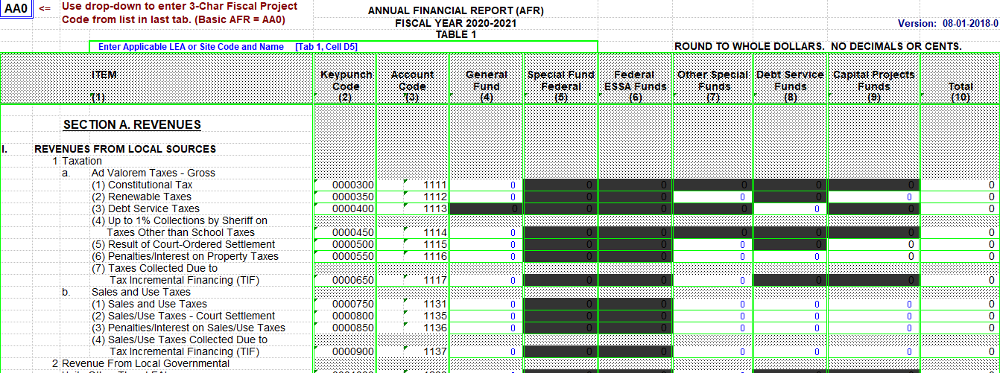 AA0 <= Use drop-down to enter 3-Char Fiscal Project
Code from list in last tab. (Basic AFR = AA0)
ANNUAL FINANCIAL REPORT (AFR)
FISCAL YEAR 2020-2021
TABLE 1
Version: 08-01-2018-0
Enter Applicable LEA or Site Code and Name [Tab 1, Cell D5]
ROUND TO WHOLE DOLLARS. NO DECIMALS OR CENTS.
ITEM Keypunch Account General Special Fund Federal Other Special Debt Service Capital Projects
Code Code Fund Federal ESSA Funds Funds Funds Funds Total
(1) (2) (3) (4) (5) (6) (7) (8) (9) (10)
SECTION A. REVENUES
I. REVENUES FROM LOCAL SOURCES
1 Taxation
a. Ad Valorem Taxes - Gross
(1) Constitutional Tax 0000300 1111 0 0 0 0 0 0 0
(2) Renewable Taxes 0000350 1112 0 0 0 0 0 0 0
(3) Debt Service Taxes 0000400 1113 0 0 0 0 0 0 0
(4) Up to 1% Collections by Sheriff on
Taxes Other than School Taxes 0000450 1114 0 0 0 0 0 0 0
(5) Result of Court-Ordered Settlement 0000500 1115 0 0 0 0 0 0 0
(6) Penalties/Interest on Property Taxes 0000550 1116 0 0 0 0 0 0 0
(7) Taxes Collected Due to
Tax Incremental Financing (TIF) 0000650 1117 0 0 0 0 0 0 0
b. Sales and Use Taxes
(1) Sales and Use Taxes 0000750 1131 0 0 0 0 0 0 0
(2) Sales/Use Taxes - Court Settlement 0000800 1135 0 0 0 0 0 0 0
(3) Penalties/Interest on Sales/Use Taxes 0000850 1136 0 0 0 0 0 0 0
(4) Sales/Use Taxes Collected Due to
Tax Incremental Financing (TIF) 0000900 1137 0 0 0 0 0 0 0
2 Revenue From Local Governmental